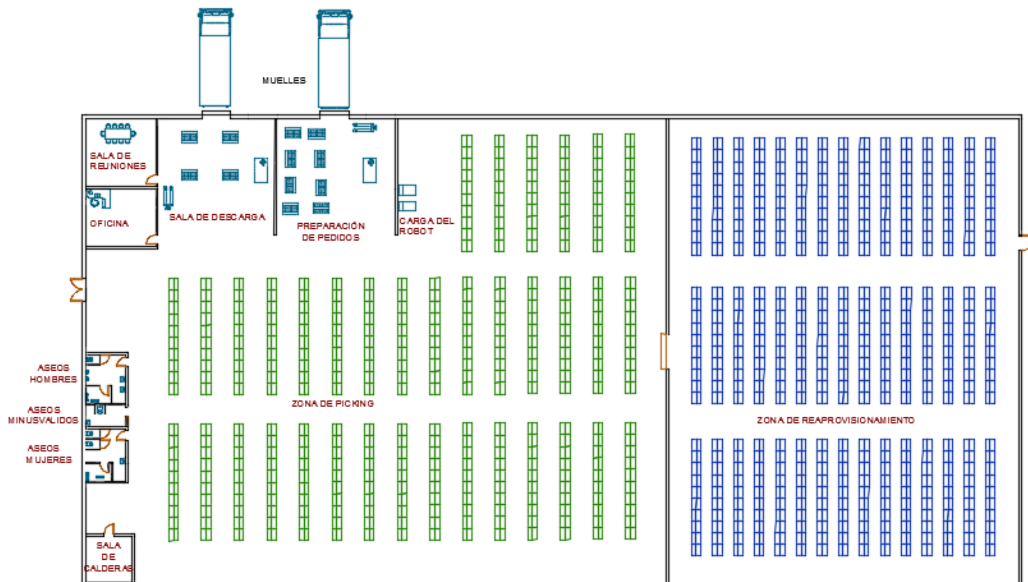 MUELLES
SALA DE
REUNIONES
OFICINA
SALA DE DESCARGA
PREPARACIÓN
DE PEDIDOS
CARGA DEL
ROBOT
ASEOS
HOMBRES
ASEOS
MINUSVALIDOS
ASEOS
MUJERES
ZONA DE PICKING
ZONA DE REAPROVISIONAMIENTO
SALA
DE
CALDERAS